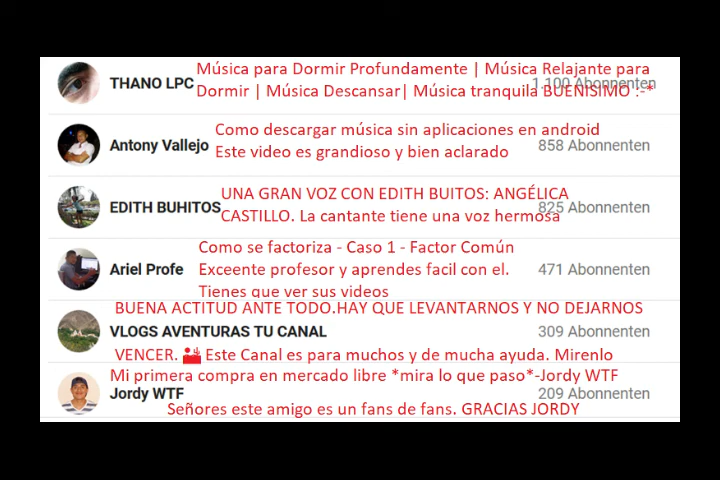 Música para Dormir Profundamente | Música Relajante para
THANO LPC
1.100 Abonnenten
Dormir | Música Descansar| Música tranquila BUENISIMO :-*
Como descargar música sin aplicaciones en android
Antony Vallejo
858 Abonnenten
Este video es grandioso y bien aclarado
UNA GRAN VOZ CON EDITH BUITOS: ANGÉLICA
EDITH BUHITOS
825 Abonnenten
CASTILLO. La cantante tiene una voz hermosa
Como se factoriza - Caso 1 - Factor Común
Ariel Profe
Exceente profesor y aprendes facil con el.
471 Abonnenten
Tienes que ver sus videos
BUENA ACTITUD ANTE TODO.HAY QUE LEVANTARNOS Y NO DEJARNOS
VLOGS AVENTURAS TU CANAL
309 Abonnenten
VENCER. Este Canal es para muchos y de mucha ayuda. Mirenlo
Mi primera compra en mercado libre *mira lo que paso*-Jordy WTF
Jordy WTF
209 Abonnenten
Señores este amigo es un fans de fans. GRACIAS JORDY